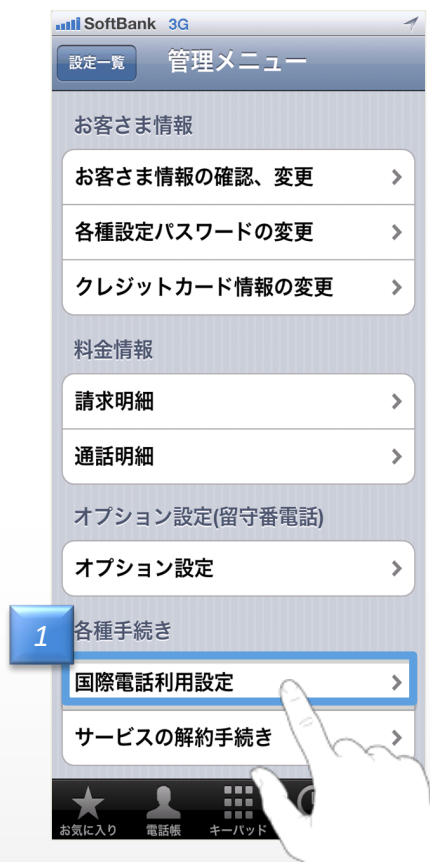 SoftBank 3G
設定一覧 管理メニュー
お客さま情報
お客さま情報の確認、変更
各種設定パスワードの変更
クレジットカード情報の変更
料金情報
請求明細
通話明細
オプション設定(留守番電話)
オプション設定
1 各種手続き
国際電話利用設定
サービスの解約手続き
お気に入り 電話帳 キーパッド